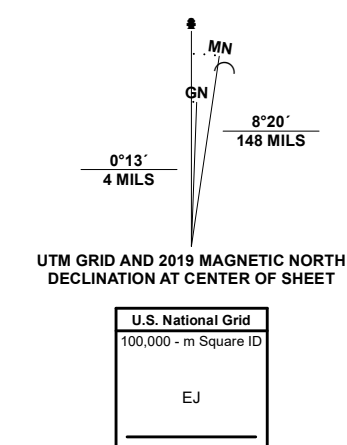 MN
GN
8°20´
148 MILS
0°13´
4 MILS
UTM GRID AND 2019 MAGNETIC NORTH
DECLINATION AT CENTER OF SHEET
U.S. National Grid
100,000 - m Square ID
EJ